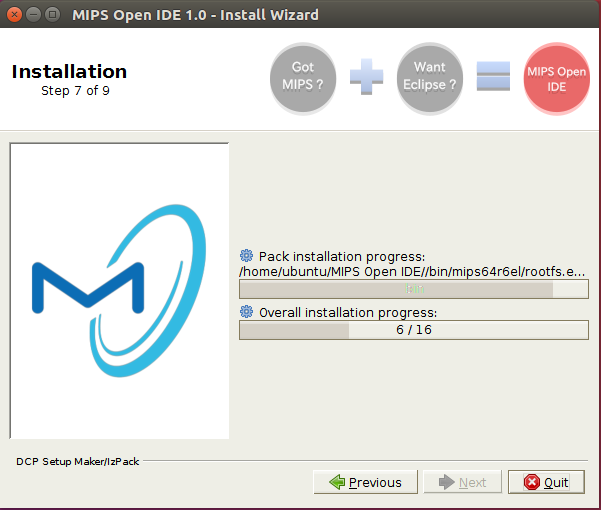 MIPS Open IDE 1.0 - Install Wizard
Installation
Step 7 of 9
Got
MIPS ?
Want
Eclipse ?
MIPS Open
IDE
Pack installation progress:
/home/ubuntu/MIPS Open IDE//bin/mips64r6el/rootfs.e...
Bin
Overall installation progress:
6 / 16
DCP Setup Maker/IzPack
Previous
Next
Quit